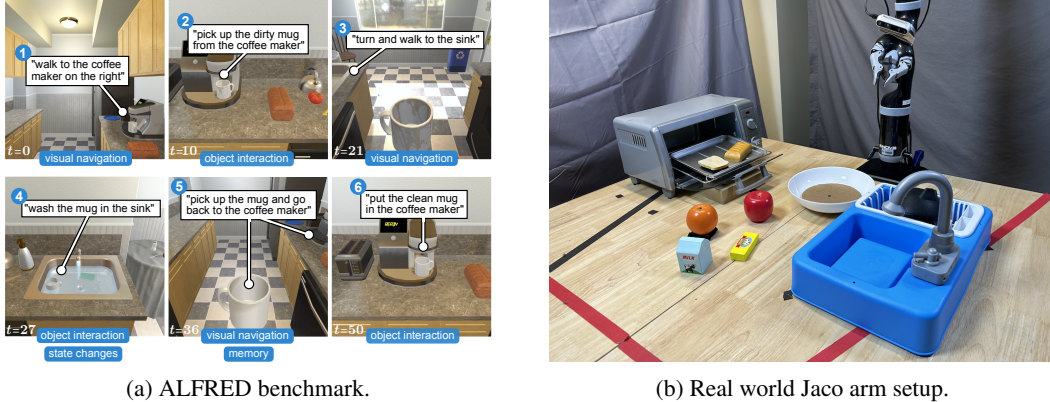 1
"walk to the coffee
maker on the right"
t=0
visual navigation
2
"pick up the dirty mug
from the coffee maker"
t=10
object interaction
3
"turn and walk to the sink"
t=21
visual navigation
4
"wash the mug in the sink"
t=27
object interaction
state changes
5
"pick up the mug and go
back to the coffee maker"
t=36
visual navigation
memory
6
"put the clean mug
in the coffee maker"
READY
t=50
object interaction
(a) ALFRED benchmark.
MILK
(b) Real world Jaco arm setup.